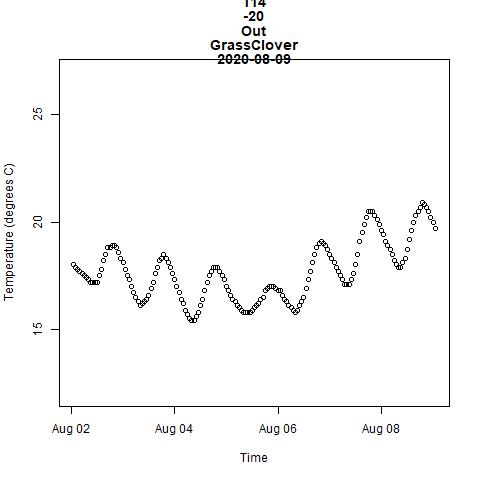 114
-20
Out
GrassClover
2020-08-09
Temperature (degrees C)
25
20
15
Aug 02 Aug 04 Aug 06 Aug 08
Time